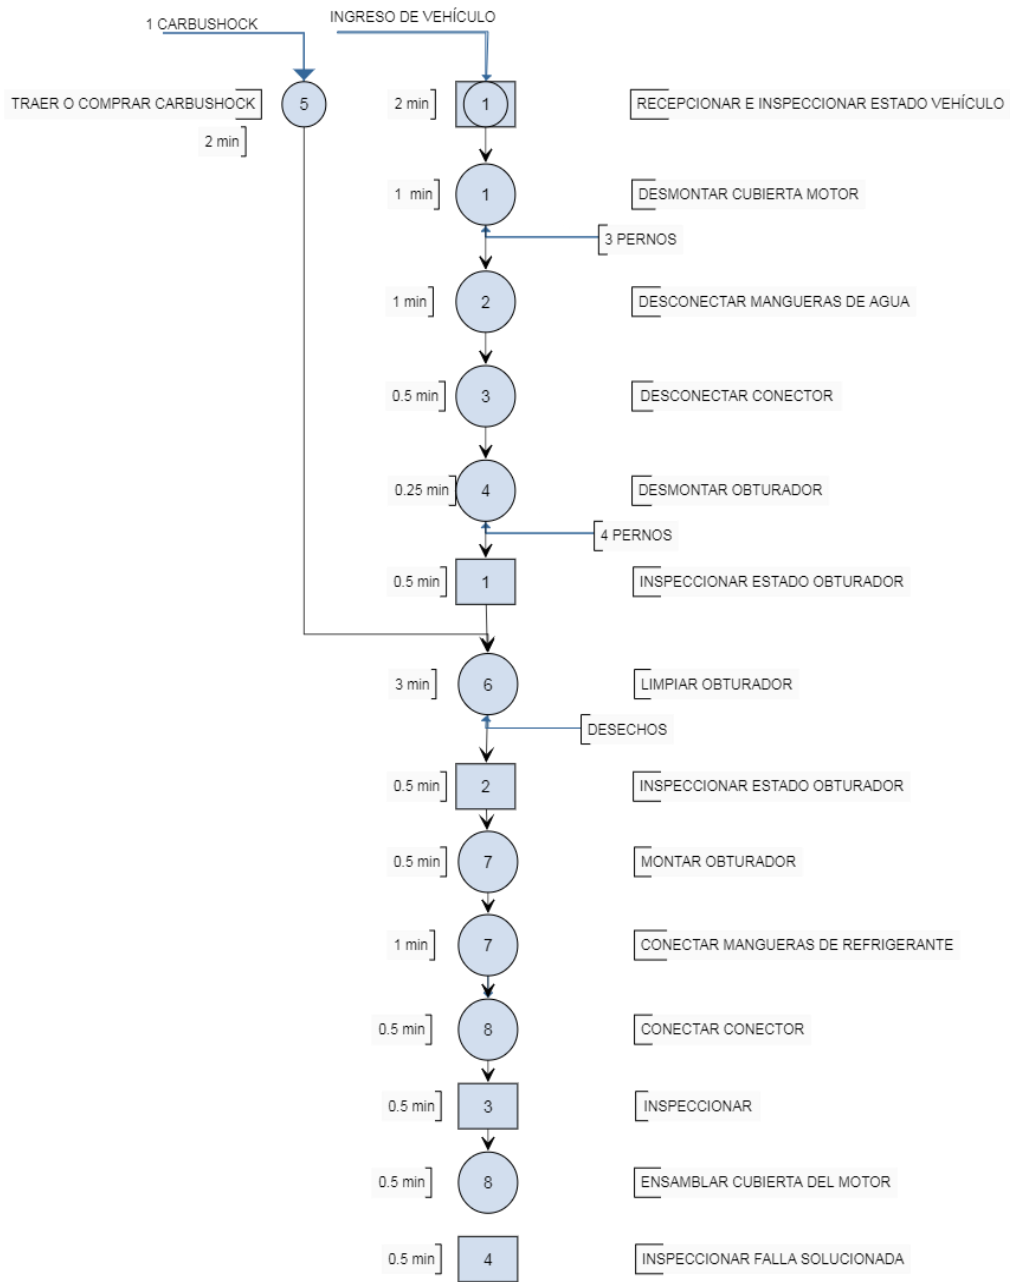 1 CARBUSHOCK
INGRESO DE VEHÍCULO
TRAER O COMPRAR CARBUSHOCK
5
2 min
2 min
1
RECEPCIONAR E INSPECCIONAR ESTADO VEHÍCULO
1 min
1
DESMONTAR CUBIERTA MOTOR
3 PERNOS
1 min
2
DESCONECTAR MANGUERAS DE AGUA
0.5 min
3
DESCONECTAR CONECTOR
0.25 min
4
DESMONTAR OBTURADOR
4 PERNOS
0.5 min
1
INSPECCIONAR ESTADO OBTURADOR
3 min
6
LIMPIAR OBTURADOR
DESECHOS
0.5 min
2
INSPECCIONAR ESTADO OBTURADOR
0.5 min
7
MONTAR OBTURADOR
1 min
7
CONECTAR MANGUERAS DE REFRIGERANTE
0.5 min
8
CONECTAR CONECTOR
0.5 min
3
INSPECCIONAR
0.5 min
8
ENSAMBLAR CUBIERTA DEL MOTOR
0.5 min
4
INSPECCIONAR FALLA SOLUCIONADA